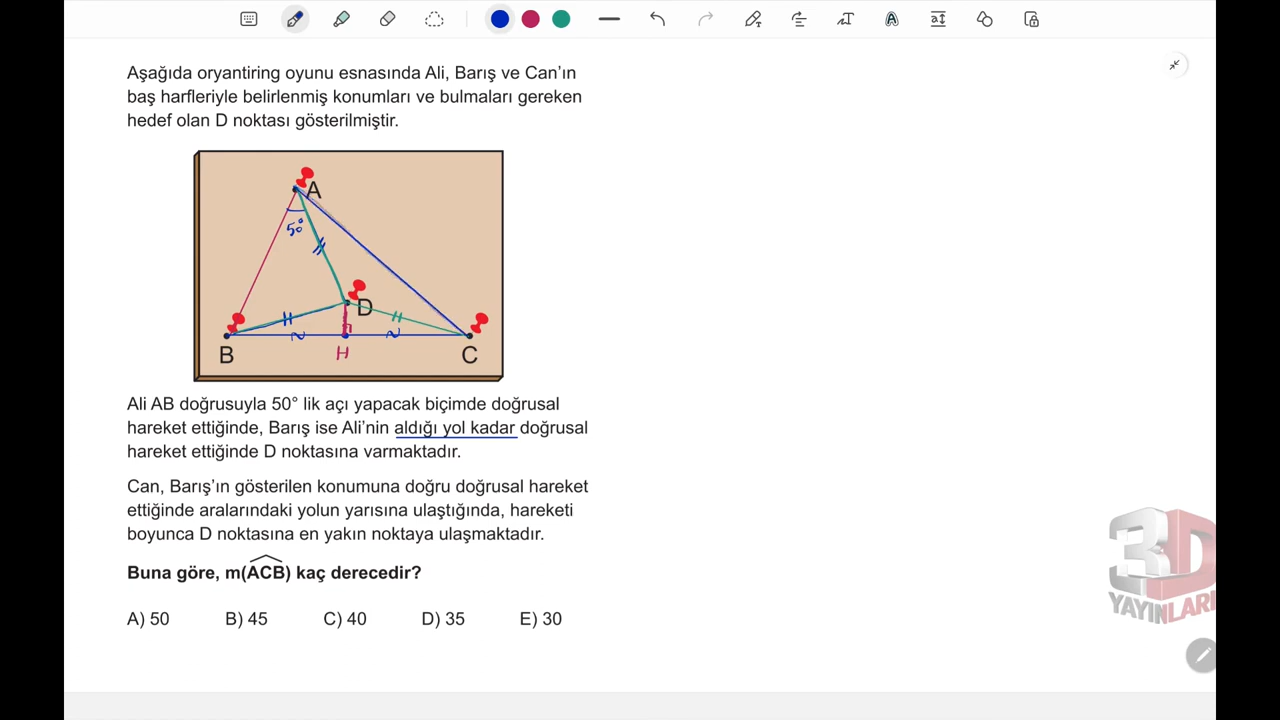 Aşağıda oryantiring oyunu esnasında Ali, Barış ve Can'ın
baş harfleriyle belirlenmiş konumları ve bulmaları gereken
hedef olan D noktası gösterilmiştir.
A
50°
D
B
H
C
Ali AB doğrusuyla 50° lik açı yapacak biçimde doğrusal
hareket ettiğinde, Barış ise Ali'nin aldığı yol kadar doğrusal
hareket ettiğinde D noktasına varmaktadır.
Can, Barış'ın gösterilen konumuna doğru doğrusal hareket
ettiğinde aralarındaki yolun yarısına ulaştığında, hareketi
boyunca D noktasına en yakın noktaya ulaşmaktadır.
Buna göre, m(ACB) kaç derecedir?
A) 50 B) 45 C) 40 D) 35 E) 30
3D
YAYINLARI